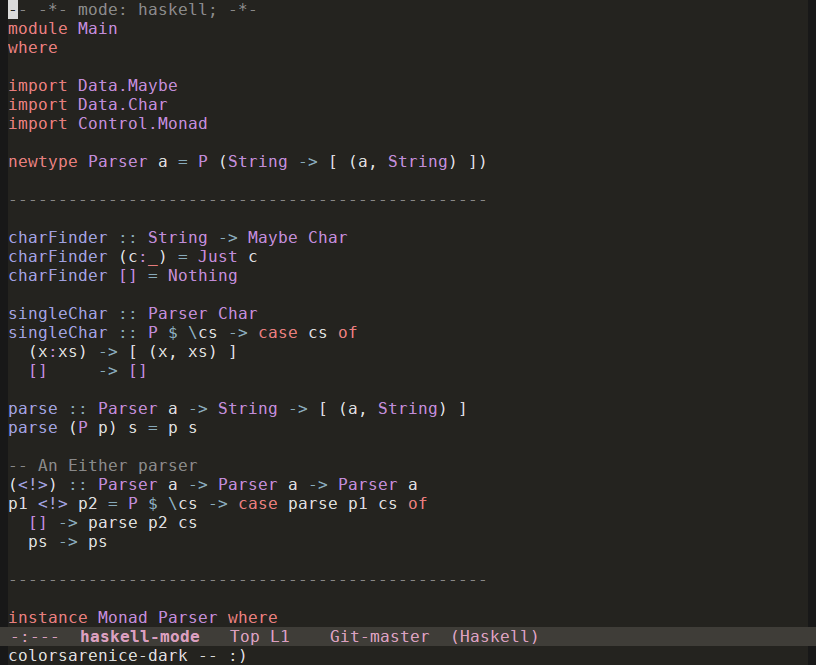 -- -*- mode: haskell; -*-
module Main
where

import Data.Maybe
import Data.Char
import Control.Monad

newtype Parser a = P (String -> [ (a, String) ])

------------------------------------------------

charFinder :: String -> Maybe Char
charFinder (c:_) = Just c
charFinder [] = Nothing

singleChar :: Parser Char
singleChar :: P $ \cs -> case cs of
  (x:xs) -> [ (x, xs) ]
  []     -> []

parse :: Parser a -> String -> [ (a, String) ]
parse (P p) s = p s

-- An Either parser
(<!>) :: Parser a -> Parser a -> Parser a
p1 <!> p2 = P $ \cs -> case parse p1 cs of
  [] -> parse p2 cs
  ps -> ps

------------------------------------------------

instance Monad Parser where
-:---  haskell-mode   Top L1    Git-master  (Haskell)
colorsarenice-dark -- :)